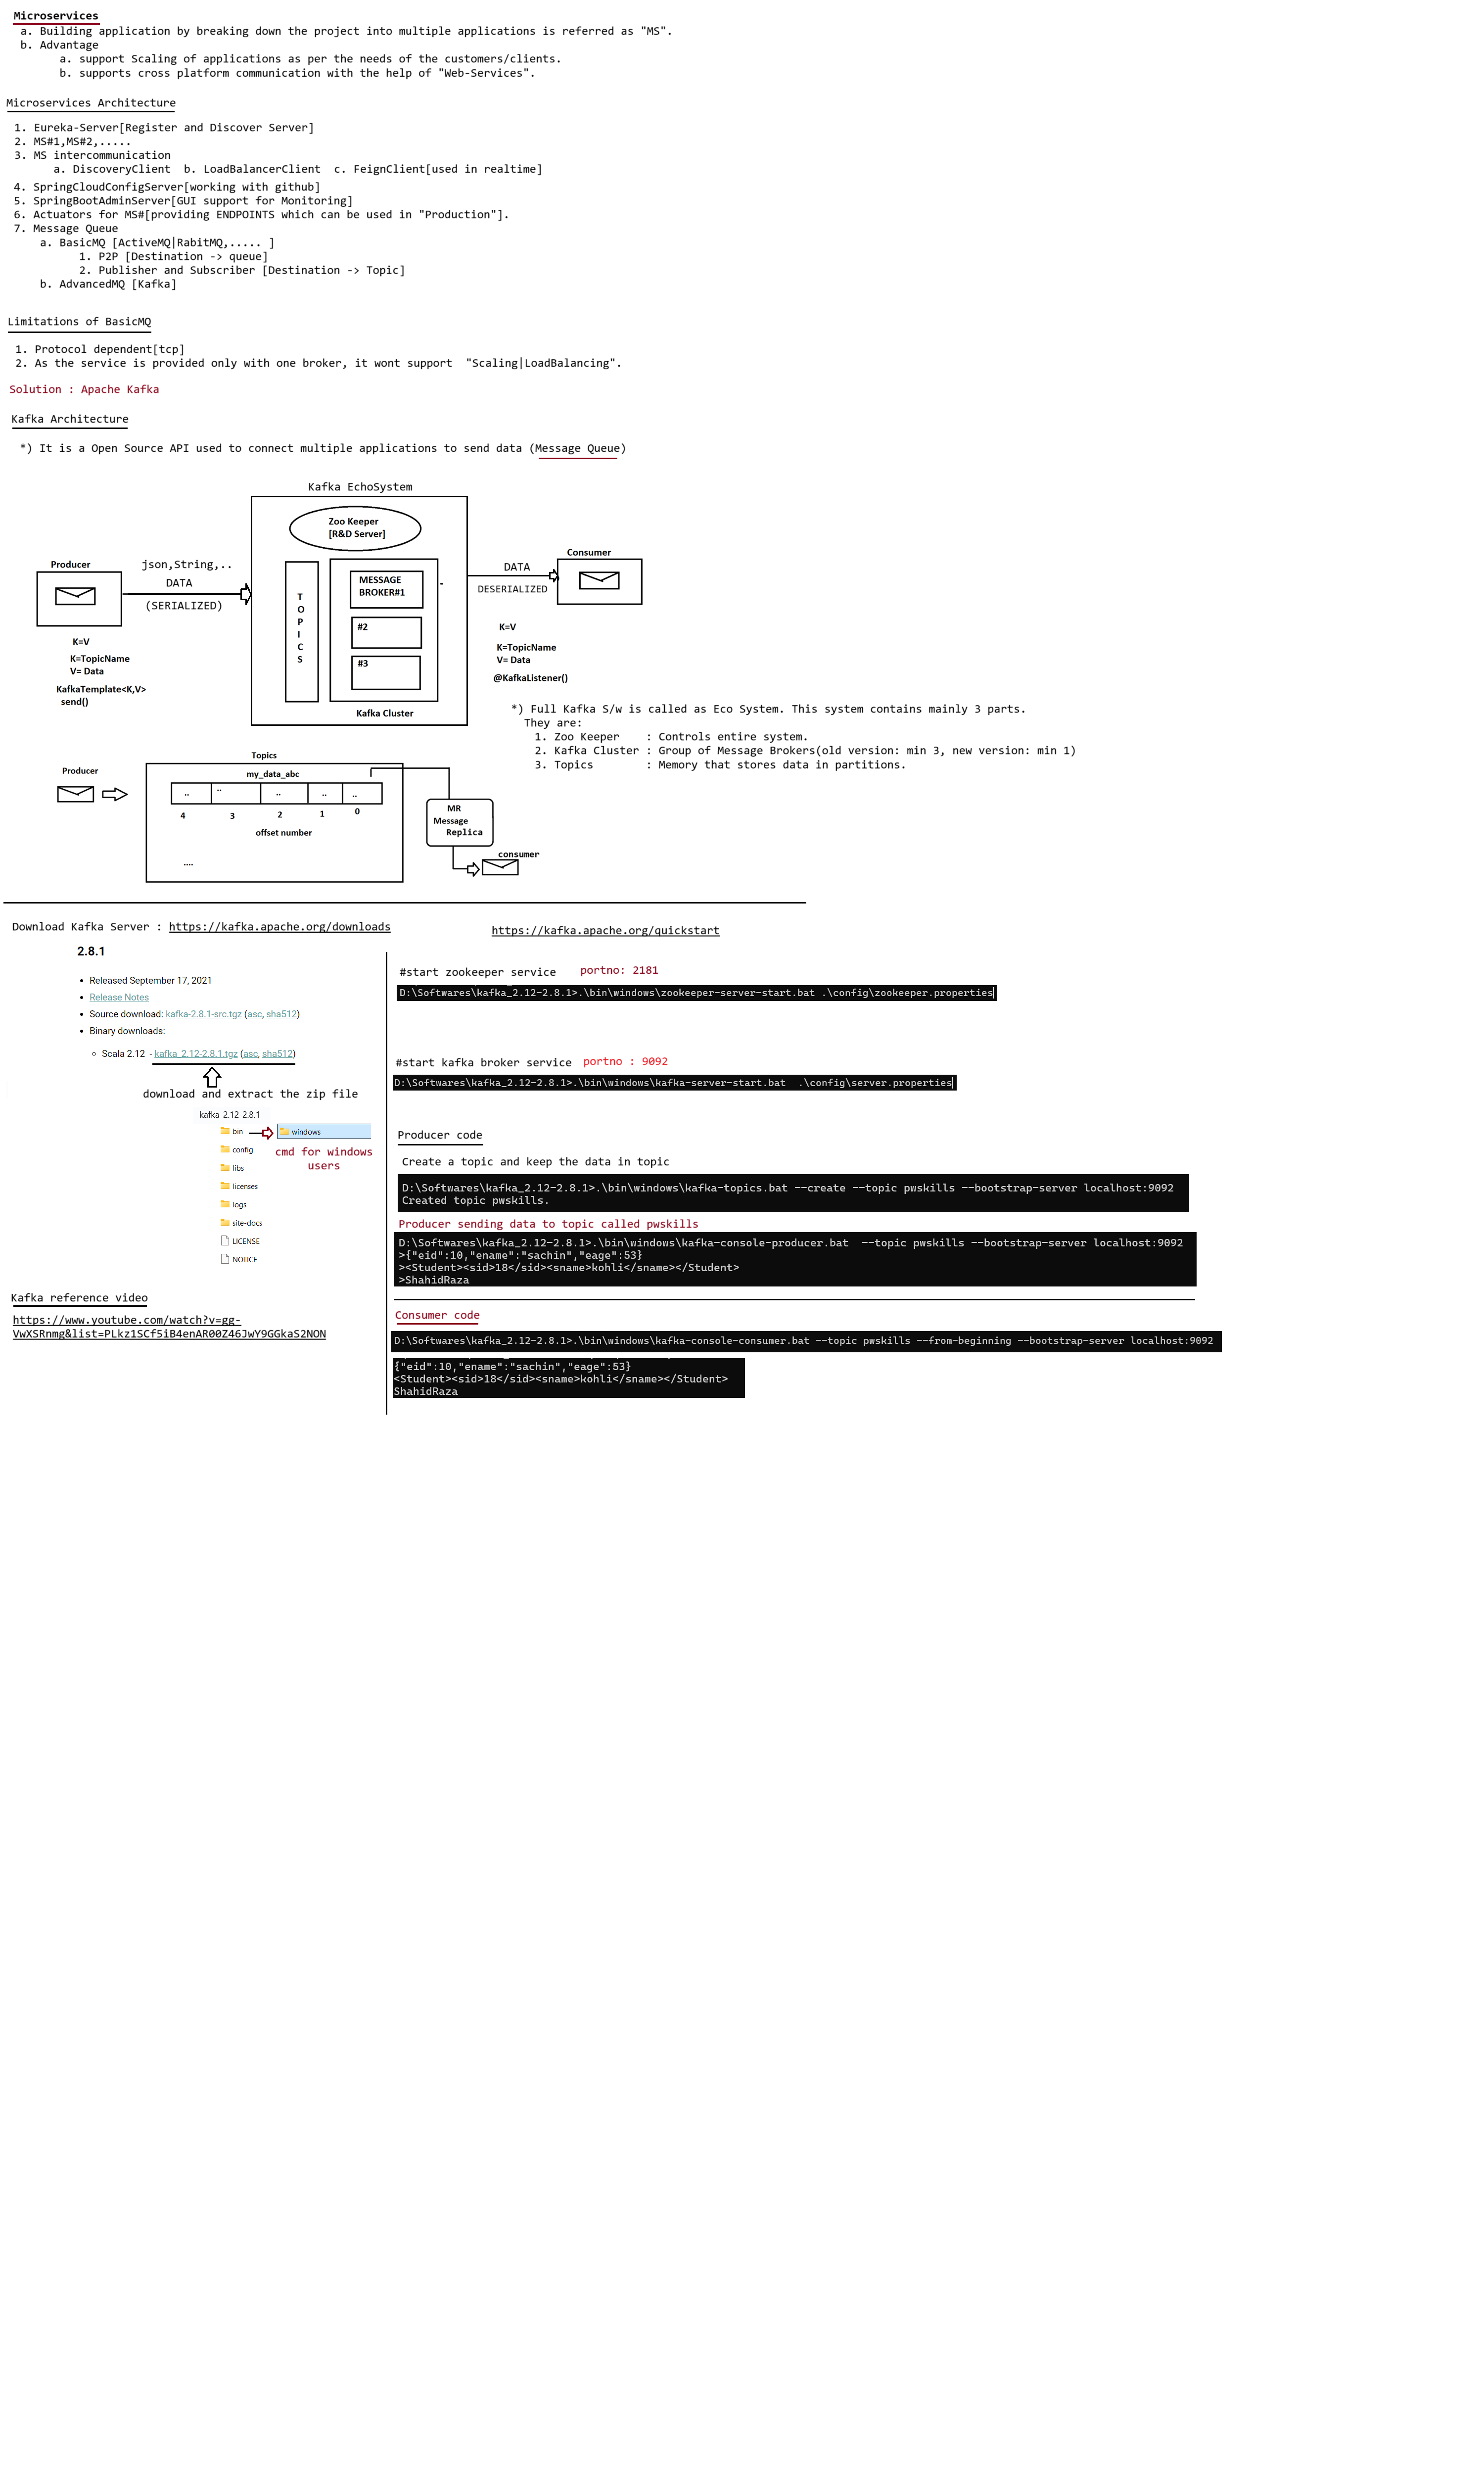 Microservices
a. Building application by breaking down the project into multiple applications is referred as "MS".
b. Advantage
a. support Scaling of applications as per the needs of the customers/clients.
b. supports cross platform communication with the help of "Web-Services".
Microservices Architecture
1. Eureka-Server[Register and Discover Server]
2. MS#1,MS#2,.....
3. MS intercommunication
a. DiscoveryClient b. LoadBalancerClient c. FeignClient[used in realtime]
4. SpringCloudConfigServer[working with github]
5. SpringBootAdminServer[GUI support for Monitoring]
6. Actuators for MS#[providing ENDPOINTS which can be used in "Production"].
7. Message Queue
a. BasicMQ [ActiveMQ|RabitMQ,..... ]
1. P2P [Destination -> queue]
2. Publisher and Subscriber [Destination -> Topic]
b. AdvancedMQ [Kafka]
Limitations of BasicMQ
1. Protocol dependent[tcp]
2. As the service is provided only with one broker, it wont support "Scaling|LoadBalancing".
Solution : Apache Kafka
Kafka Architecture
*) It is a Open Source API used to connect multiple applications to send data (Message Queue)
Kafka EchoSystem
Zoo Keeper
[R&D Server]
Producer
json,String,..
DATA
(SERIALIZED)
K=V
K=TopicName
V= Data
KafkaTemplate<K,V>
send()
T
O
P
I
C
S
MESSAGE
BROKER#1
#2
#3
Kafka Cluster
DATA
DESERIALIZED
Consumer
K=V
K=TopicName
V= Data
@KafkaListener()
*) Full Kafka S/w is called as Eco System. This system contains mainly 3 parts.
They are:
1. Zoo Keeper : Controls entire system.
2. Kafka Cluster : Group of Message Brokers(old version: min 3, new version: min 1)
3. Topics : Memory that stores data in partitions.
Topics
Producer
my_data_abc
.. .. .. .. ..
4 3 2 1 0
offset number
....
MR
Message
Replica
consumer
Download Kafka Server : https://kafka.apache.org/downloads
https://kafka.apache.org/quickstart
2.8.1
Released September 17, 2021
Release Notes
Source download: kafka-2.8.1-src.tgz (asc, sha512)
Binary downloads:
Scala 2.12 - kafka_2.12-2.8.1.tgz (asc, sha512)
download and extract the zip file
kafka_2.12-2.8.1
bin
windows
config
cmd for windows
users
libs
licenses
logs
site-docs
LICENSE
NOTICE
Kafka reference video
https://www.youtube.com/watch?v=gg-
VwXSRnmg&list=PLkz1SCf5iB4enAR00Z46JwY9GGkaS2NON
#start zookeeper service portno: 2181
D:\Softwares\kafka_2.12-2.8.1>.\bin\windows\zookeeper-server-start.bat .\config\zookeeper.properties
#start kafka broker service portno : 9092
D:\Softwares\kafka_2.12-2.8.1>.\bin\windows\kafka-server-start.bat .\config\server.properties
Producer code
Create a topic and keep the data in topic
D:\Softwares\kafka_2.12-2.8.1>.\bin\windows\kafka-topics.bat --create --topic pwskills --bootstrap-server localhost:9092
Created topic pwskills.
Producer sending data to topic called pwskills
D:\Softwares\kafka_2.12-2.8.1>.\bin\windows\kafka-console-producer.bat --topic pwskills --bootstrap-server localhost:9092
>{"eid":10,"ename":"sachin","eage":53}
><Student><sid>18</sid><sname>kohli</sname></Student>
>ShahidRaza
Consumer code
D:\Softwares\kafka_2.12-2.8.1>.\bin\windows\kafka-console-consumer.bat --topic pwskills --from-beginning --bootstrap-server localhost:9092
{"eid":10,"ename":"sachin","eage":53}
<Student><sid>18</sid><sname>kohli</sname></Student>
ShahidRaza